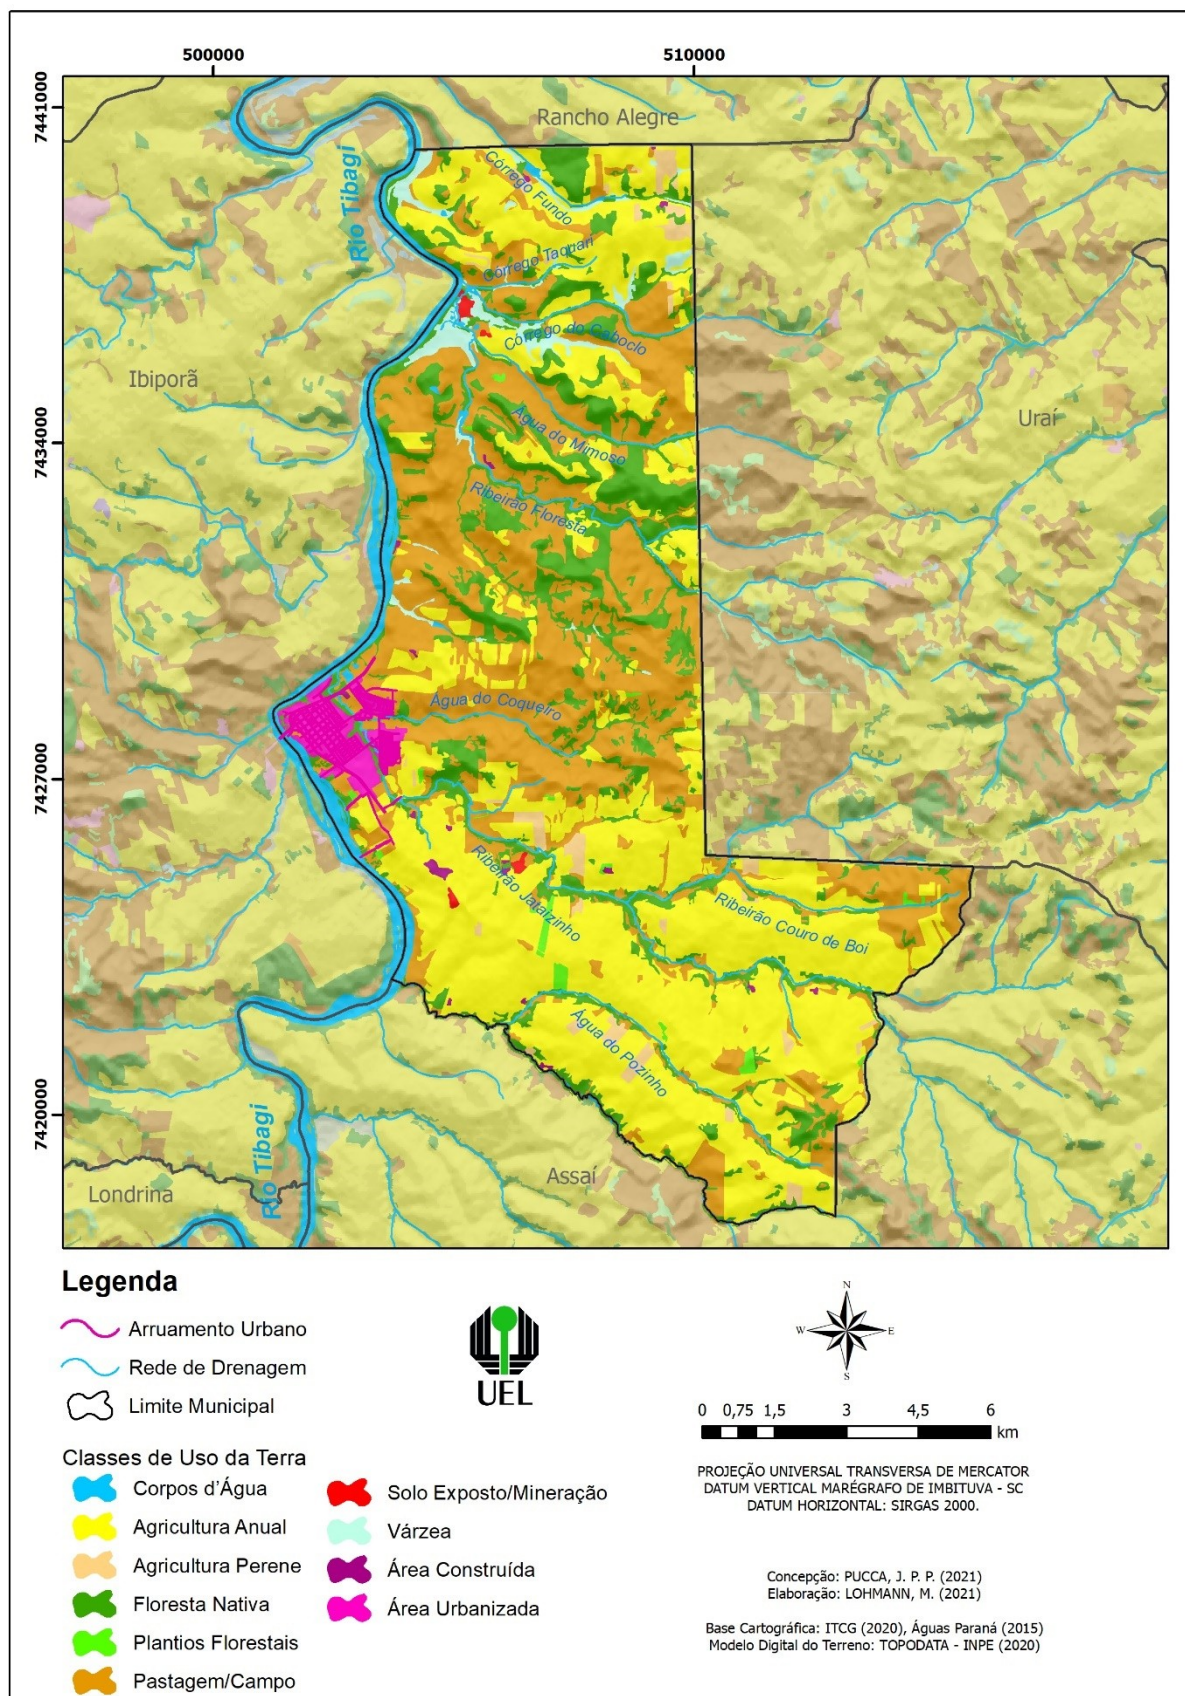 500000
510000
7441000
7434000
7427000
7420000
Rancho Alegre
Rio Tibagi
Córrego Fundo
Córrego Taquari
Córrego do Caboclo
Ibiporã
Uraí
Água do Mimoso
Ribeirão Floresta
Água do Coqueiro
Ribeirão Jataizinho
Ribeirão Couro de Boi
Água do Pozinho
Rio Tibagi
Londrina
Assaí
Legenda
Arruamento Urbano
Rede de Drenagem
Limite Municipal
UEL
N
W
E
S
0 0,75 1,5 3 4,5 6
km
PROJEÇÃO UNIVERSAL TRANSVERSA DE MERCATOR
DATUM VERTICAL MARÉGRAFO DE IMBITUVA - SC
DATUM HORIZONTAL: SIRGAS 2000.
Classes de Uso da Terra
Corpos d'Água
Agricultura Anual
Agricultura Perene
Floresta Nativa
Plantios Florestais
Pastagem/Campo
Solo Exposto/Mineração
Várzea
Área Construída
Área Urbanizada
Concepção: PUCCA, J. P. P. (2021)
Elaboração: LOHMANN, M. (2021)
Base Cartográfica: ITCG (2020), Águas Paraná (2015)
Modelo Digital do Terreno: TOPODATA - INPE (2020)